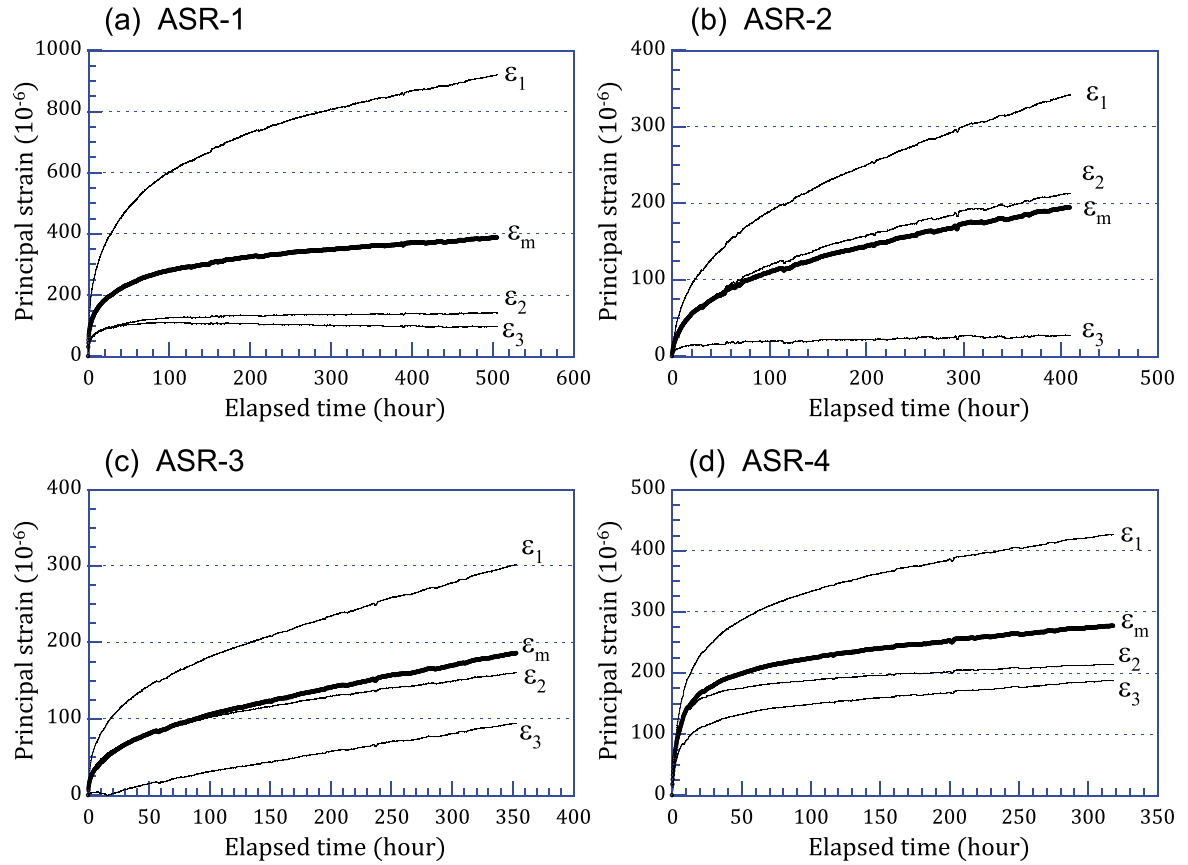 (a) ASR-1
Principal strain (10⁻⁶)
1000
800
600
400
200
0
ε₁
εₘ
ε₂
ε₃
0 100 200 300 400 500 600
Elapsed time (hour)
(b) ASR-2
Principal strain (10⁻⁶)
400
300
200
100
0
ε₁
ε₂
εₘ
ε₃
0 100 200 300 400 500
Elapsed time (hour)
(c) ASR-3
Principal strain (10⁻⁶)
400
300
200
100
0
ε₁
εₘ
ε₂
ε₃
0 50 100 150 200 250 300 350 400
Elapsed time (hour)
(d) ASR-4
Principal strain (10⁻⁶)
500
400
300
200
100
0
ε₁
εₘ
ε₂
ε₃
0 50 100 150 200 250 300 350
Elapsed time (hour)